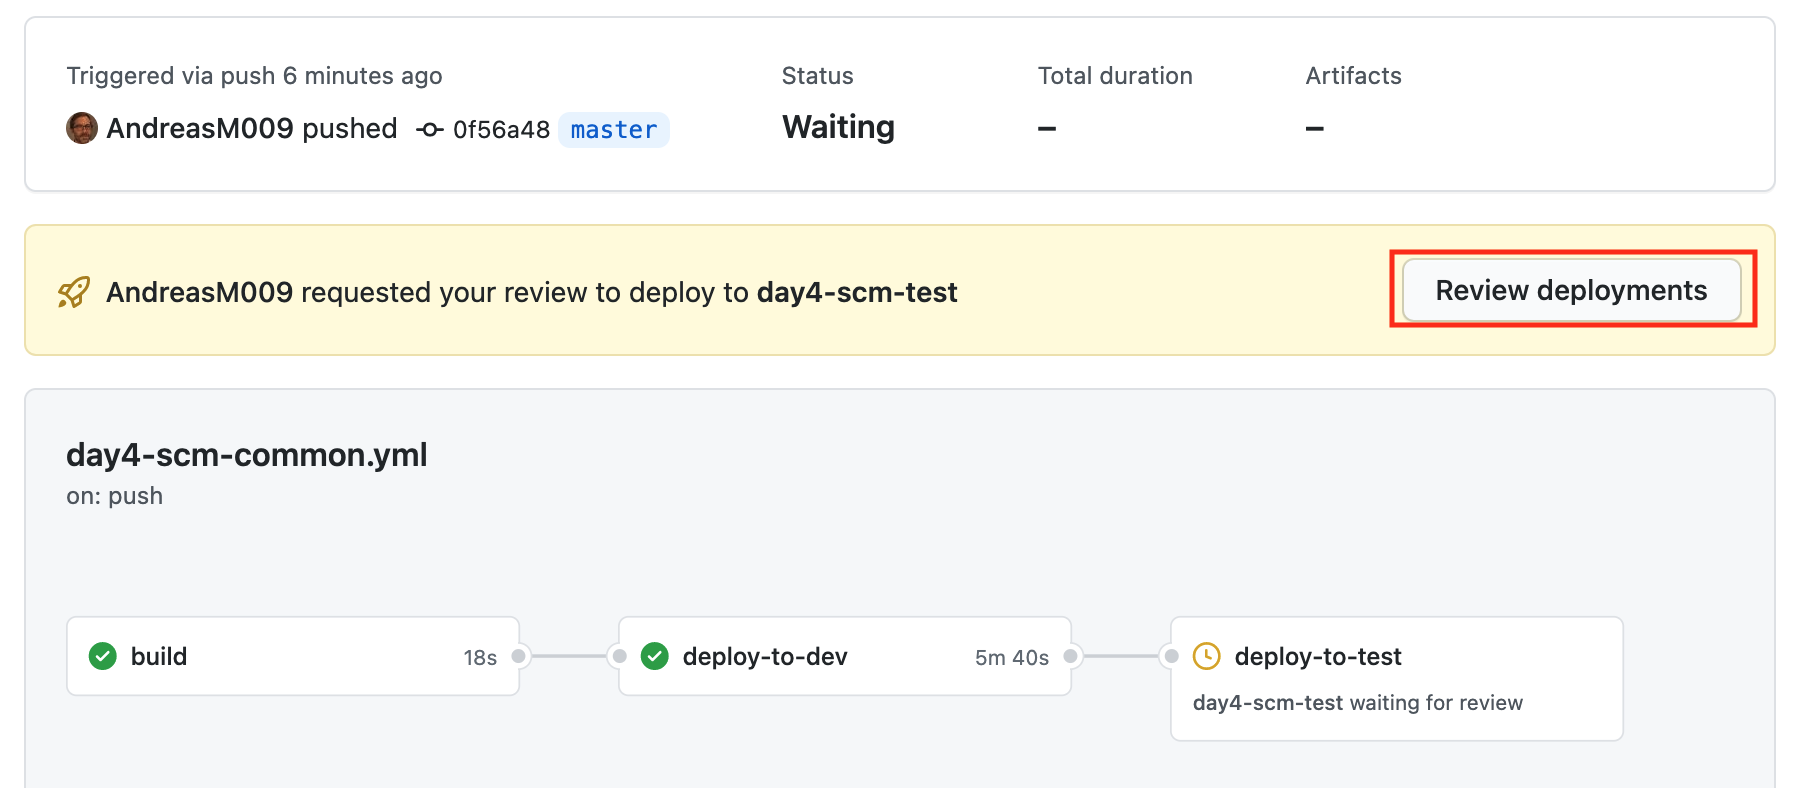 Triggered via push 6 minutes ago
AndreasM009 pushed 0f56a48 master
Status
Waiting
Total duration
–
Artifacts
–
AndreasM009 requested your review to deploy to day4-scm-test
Review deployments
day4-scm-common.yml
on: push
build 18s
deploy-to-dev 5m 40s
deploy-to-test
day4-scm-test waiting for review